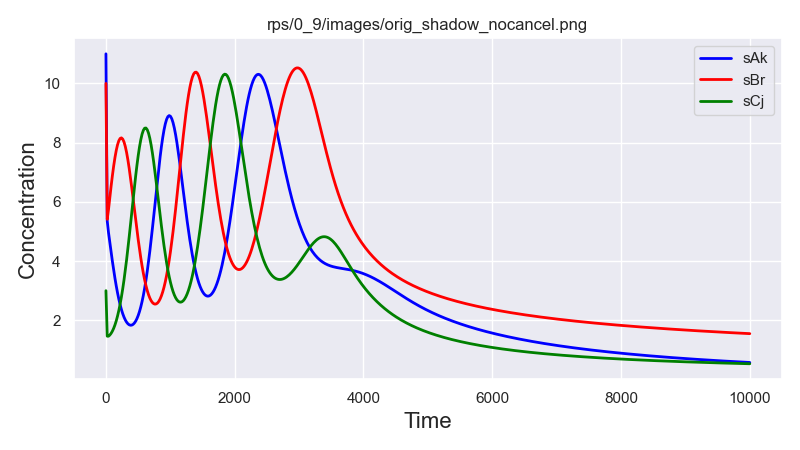 rps/0_9/images/orig_shadow_nocancel.png
sAk
sBr
sCj
Concentration
10
8
6
4
2
0 2000 4000 6000 8000 10000
Time